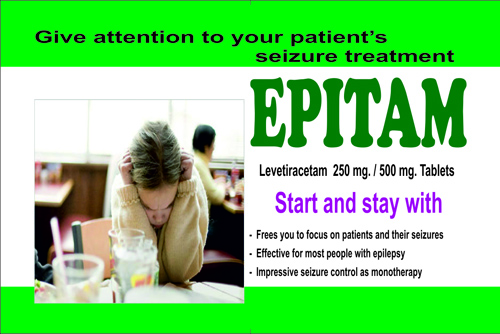 Give attention to your patient's
seizure treatment
EPITAM
Levetiracetam 250 mg. / 500 mg. Tablets
Start and stay with
- Frees you to focus on patients and their seizures
- Effective for most people with epilepsy
- Impressive seizure control as monotherapy